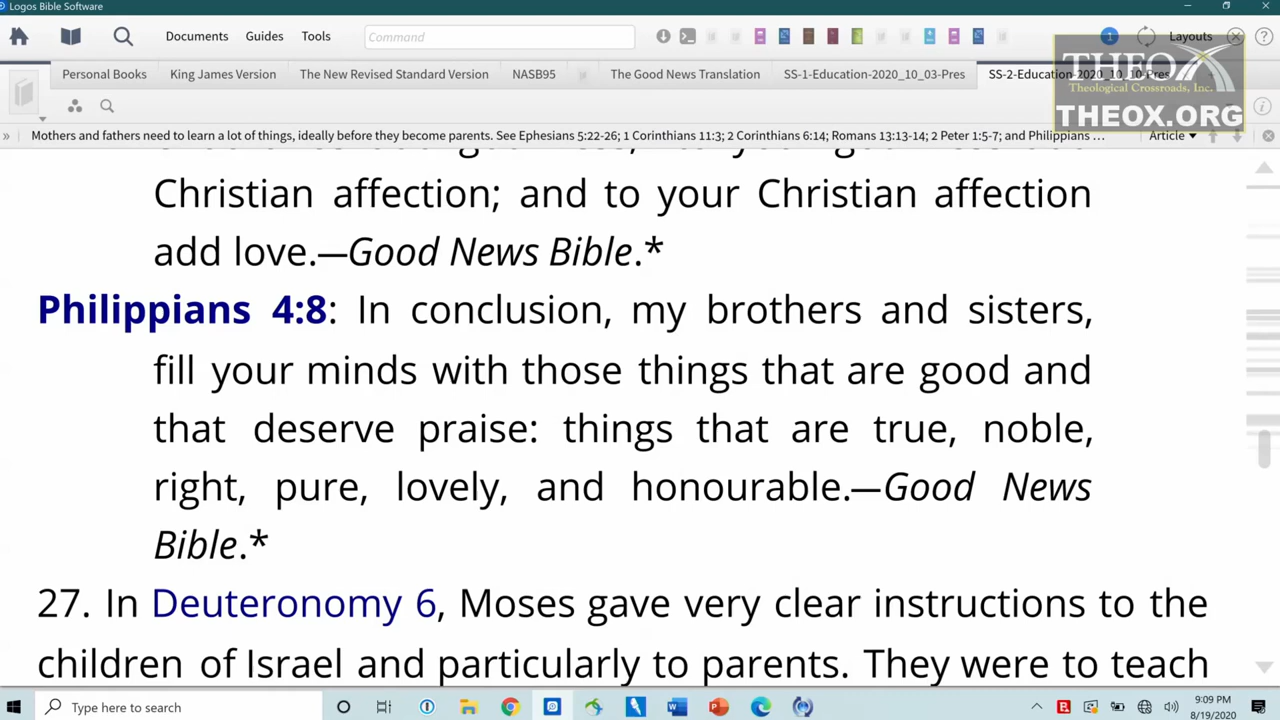 Logos Bible Software
Documents Guides Tools Command 1 Layouts
Personal Books King James Version The New Revised Standard Version NASB95 The Good News Translation SS-1-Education-2020_10_03-Pres SS-2-Education-2020_10_10-Pres
THEOX
Theological Crossroads, Inc.
THEOX.ORG
» Mothers and fathers need to learn a lot of things, ideally before they become parents. See Ephesians 5:22-26; 1 Corinthians 11:3; 2 Corinthians 6:14; Romans 13:13-14; 2 Peter 1:5-7; and Philippians … Article
Christian affection; and to your Christian affection
add love.—Good News Bible.*
Philippians 4:8: In conclusion, my brothers and sisters,
fill your minds with those things that are good and
that deserve praise: things that are true, noble,
right, pure, lovely, and honourable.—Good News
Bible.*
27. In Deuteronomy 6, Moses gave very clear instructions to the
children of Israel and particularly to parents. They were to teach
Type here to search
9:09 PM
8/19/2020